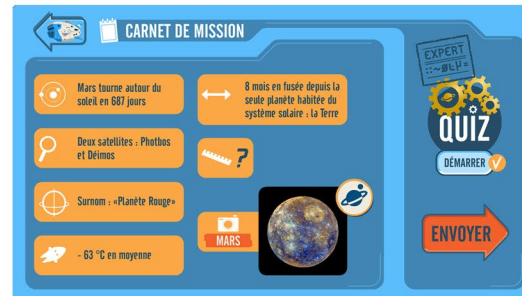 CARNET DE MISSION
Mars tourne autour du
soleil en 687 jours
8 mois en fusée depuis la
seule planète habitée du
système solaire : la Terre
Deux satellites : Photbos
et Déimos
?
Surnom : «Planète Rouge»
MARS
- 63 °C en moyenne
EXPERT
QUIZ
DÉMARRER
ENVOYER